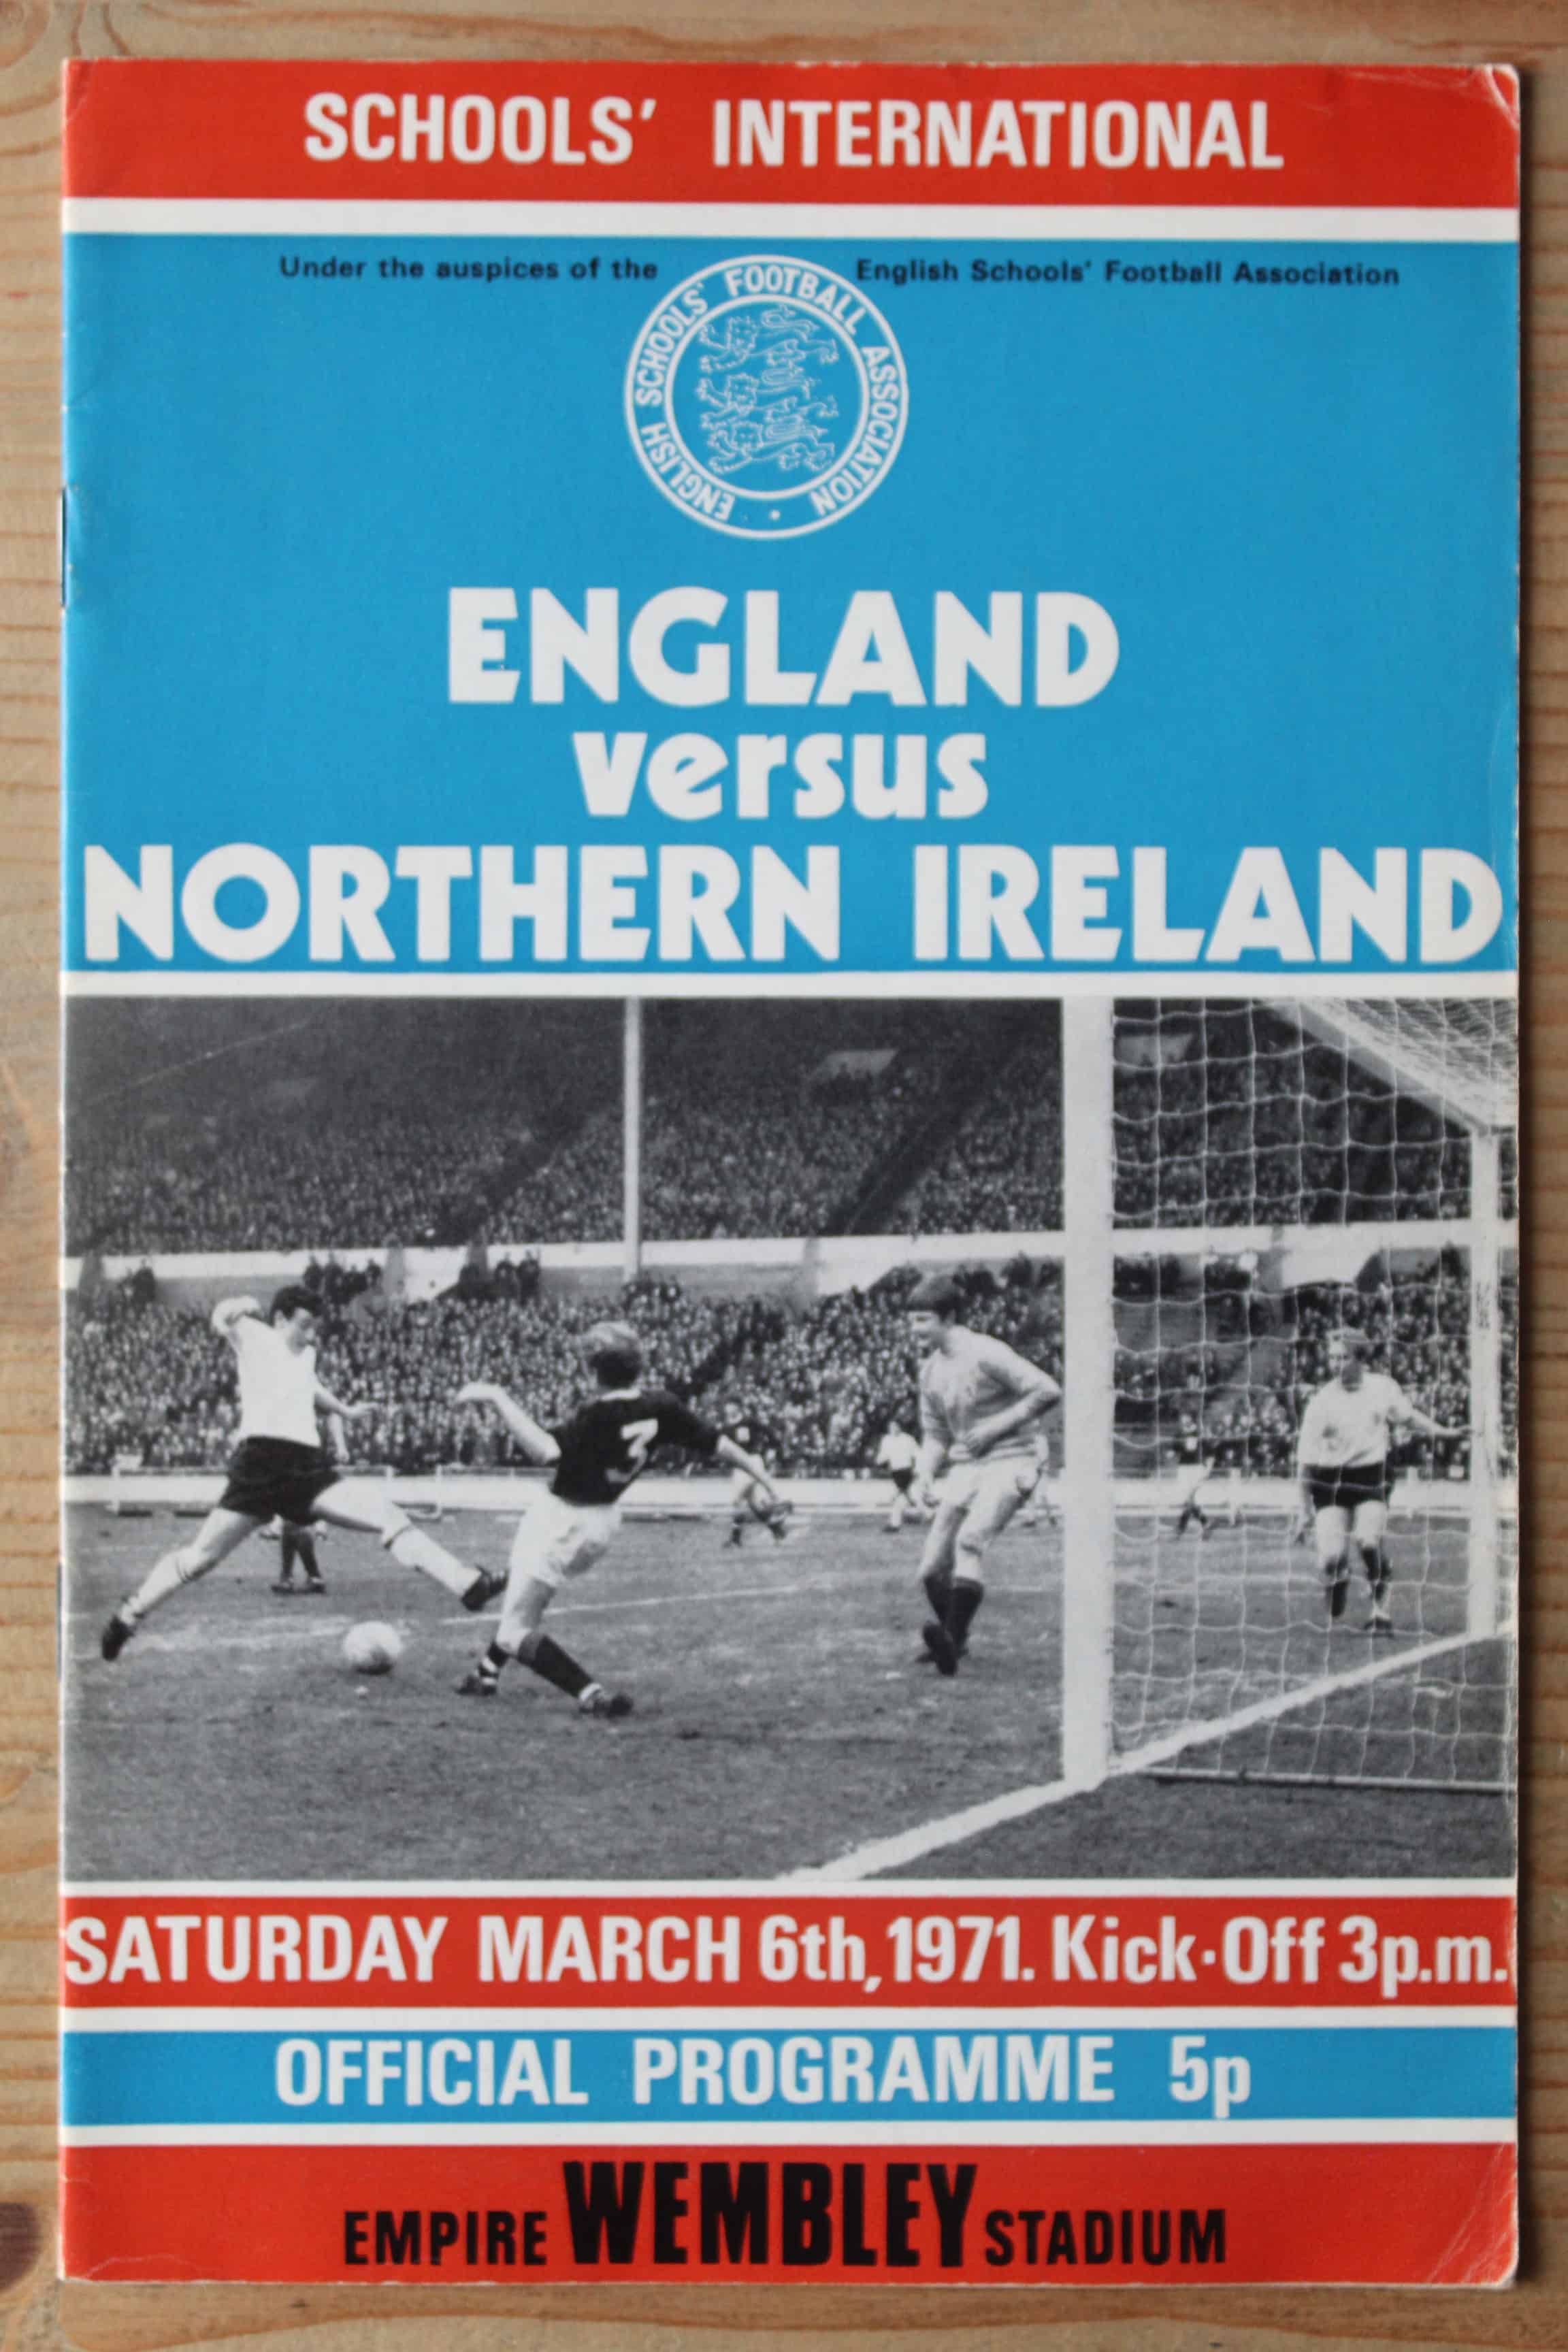 SCHOOLS' INTERNATIONAL
Under the auspices of the English Schools' Football Association
ENGLISH SCHOOLS' FOOTBALL ASSOCIATION •
ENGLAND
versus
NORTHERN IRELAND
3
SATURDAY MARCH 6th, 1971. Kick-Off 3p.m.
OFFICIAL PROGRAMME 5p
EMPIRE WEMBLEY STADIUM